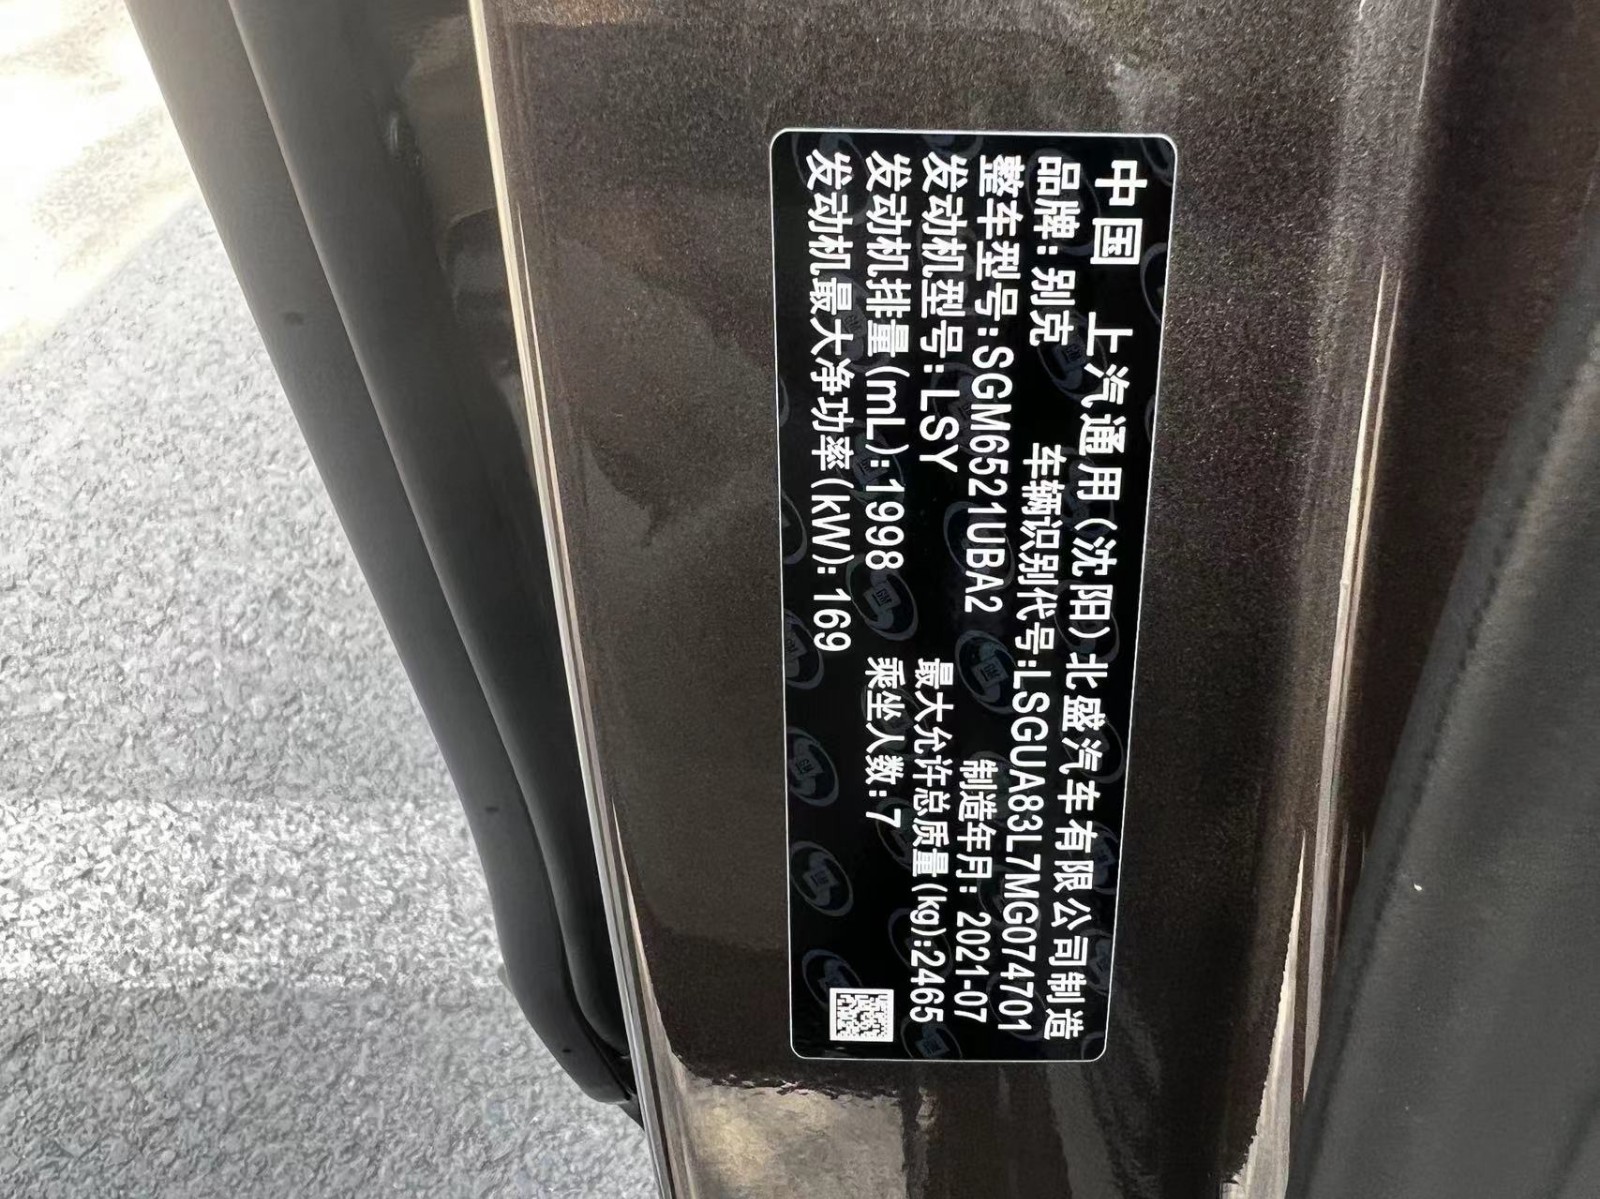 中国 上汽通用(沈阳)北盛汽车有限公司制造
品牌:别克 车辆识别代号:LSGUA83L7MG074701
整车型号:SGM6521UBA2 制造年月:2021-07
发动机型号:LSY 最大允许总质量(kg):2465
发动机排量(mL):1998 乘坐人数:7
发动机最大净功率(kW):169